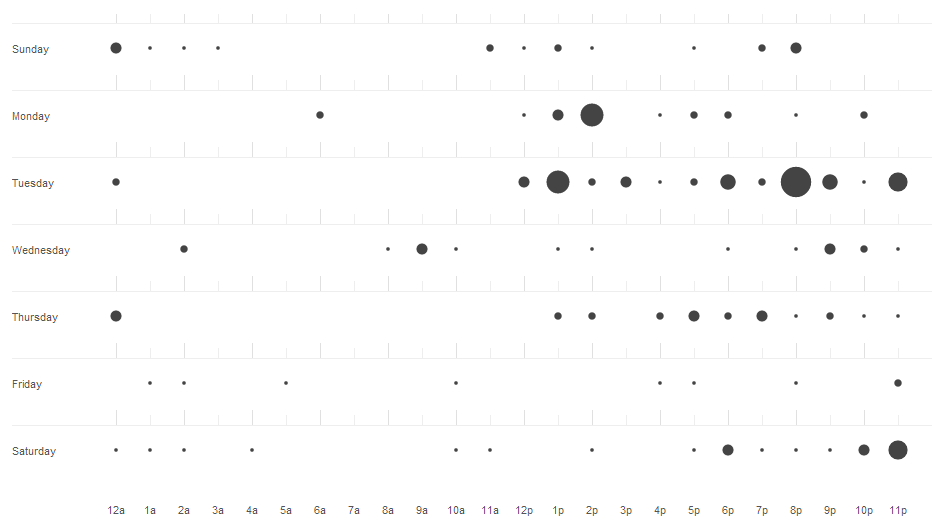 Sunday
Monday
Tuesday
Wednesday
Thursday
Friday
Saturday
12a 1a 2a 3a 4a 5a 6a 7a 8a 9a 10a 11a 12p 1p 2p 3p 4p 5p 6p 7p 8p 9p 10p 11p